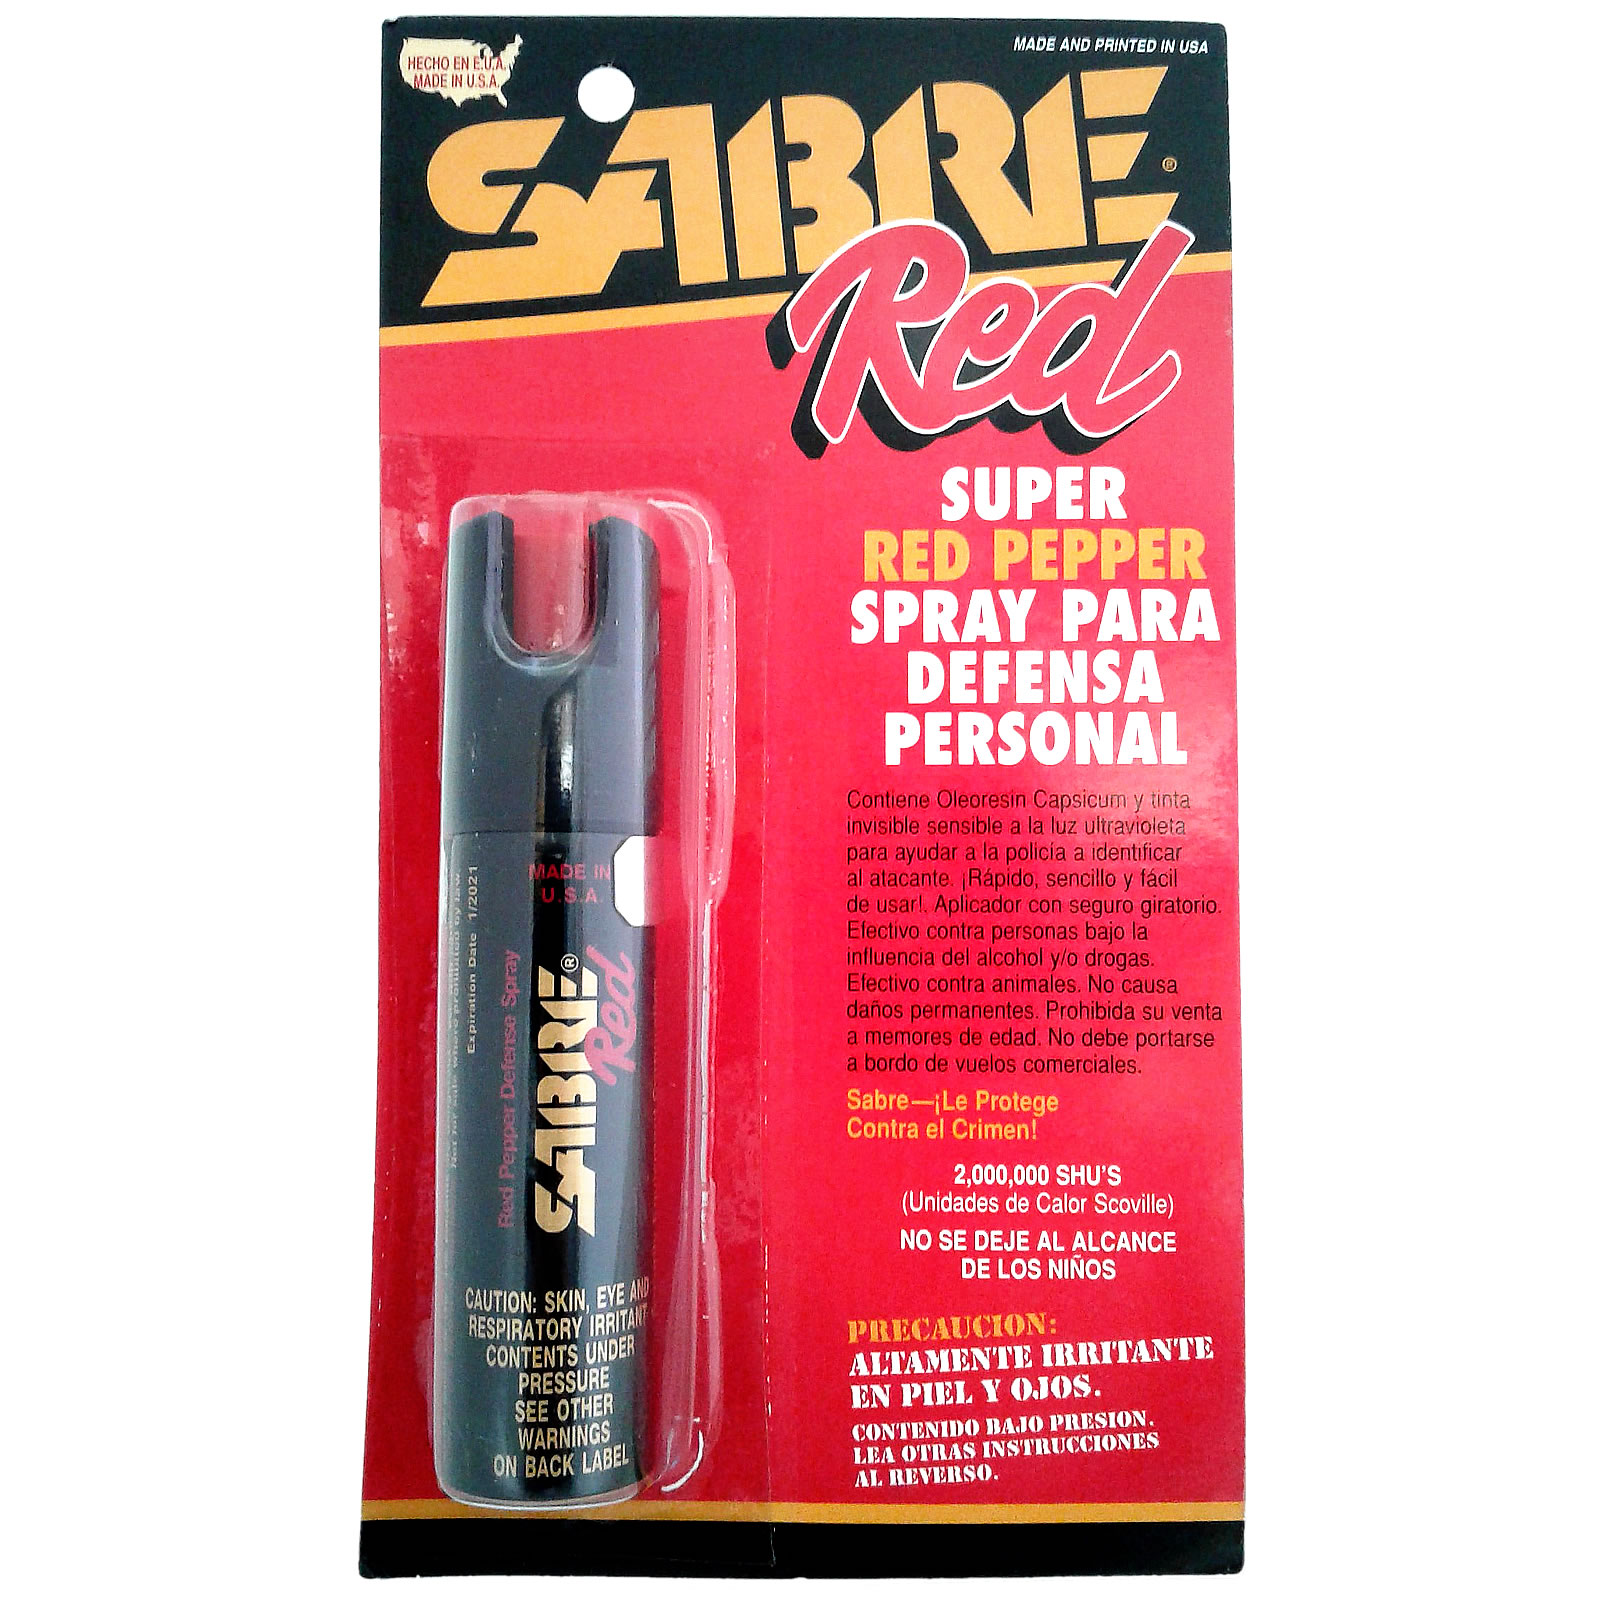 HECHO EN E.U.A.
MADE IN U.S.A.
MADE AND PRINTED IN USA
SABRE®
Red
SUPER
RED PEPPER
SPRAY PARA
DEFENSA
PERSONAL
Contiene Oleoresin Capsicum y tinta
invisible sensible a la luz ultravioleta
para ayudar a la policía a identificar
al atacante. ¡Rápido, sencillo y fácil
de usar!. Aplicador con seguro giratorio.
Efectivo contra personas bajo la
influencia del alcohol y/o drogas.
Efectivo contra animales. No causa
daños permanentes. Prohibida su venta
a memores de edad. No debe portarse
a bordo de vuelos comerciales.
Sabre—¡Le Protege
Contra el Crimen!
2,000,000 SHU'S
(Unidades de Calor Scoville)
NO SE DEJE AL ALCANCE
DE LOS NIÑOS
PRECAUCION:
ALTAMENTE IRRITANTE
EN PIEL Y OJOS.
CONTENIDO BAJO PRESION.
LEA OTRAS INSTRUCCIONES
AL REVERSO.
MADE IN
U.S.A
SABRE®
Red
Red Pepper Defense Spray
Expiration Date 1/2021
Not for sale where prohibited by law
CAUTION: SKIN, EYE AND
RESPIRATORY IRRITANT
CONTENTS UNDER
PRESSURE
SEE OTHER
WARNINGS
ON BACK LABEL